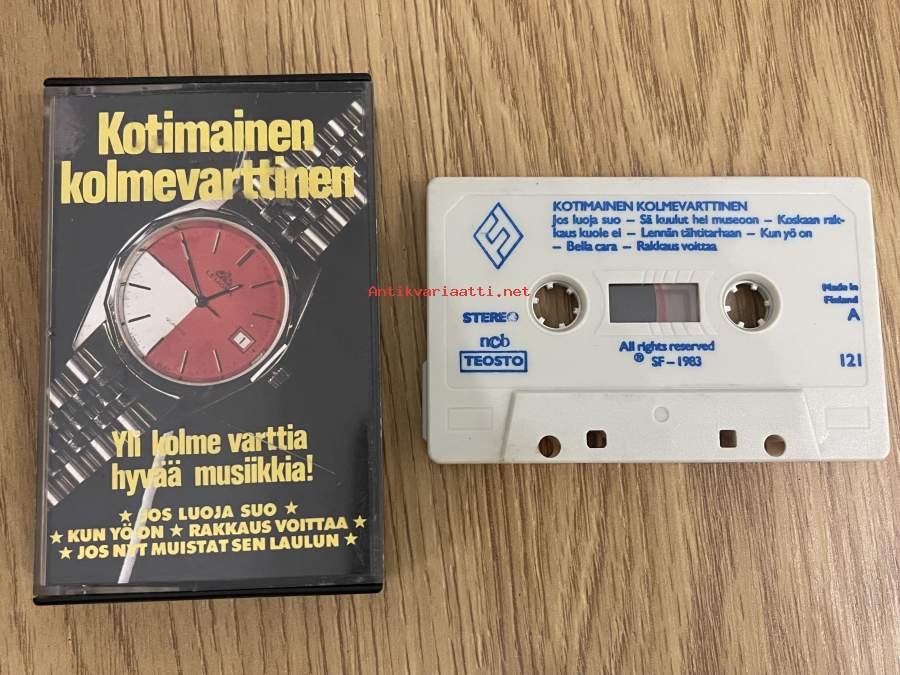 Kotimainen
kolmevarttinen
Yli kolme varttia
hyvää musiikkia!
★ JOS LUOJA SUO ★
★ KUN YÖ ON ★ RAKKAUS VOITTAA ★
★ JOS NYT MUISTAT SEN LAULUN ★
Antikvariaatti.net
KOTIMAINEN KOLMEVARTTINEN
Jos luoja suo – Sä kuulut hei museoon – Koskaan rak-
kaus kuole ei – Lennän tähtitarhaan – Kun yö on
– Bella cara – Rakkaus voittaa
STEREO
ncb
TEOSTO
All rights reserved
℗ SF – 1983
Made in
Finland
A
121